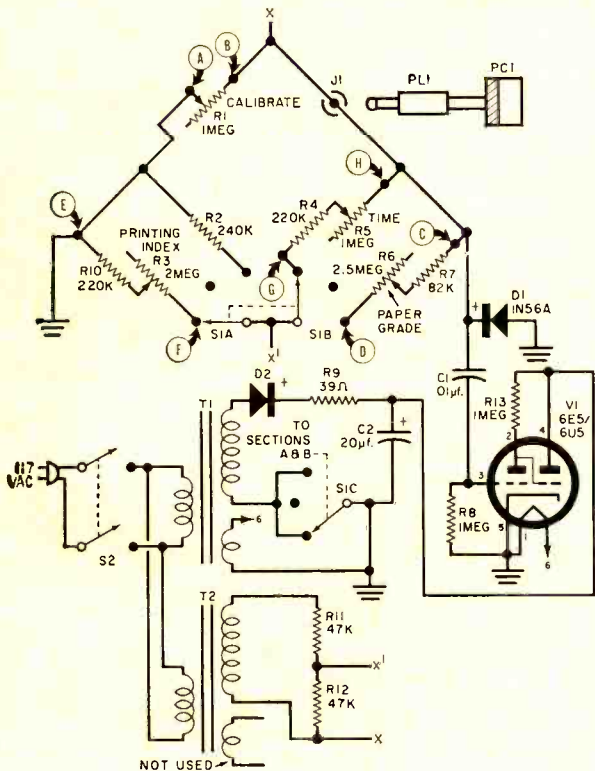 X
A
B
J1
PL1
PC1
CALIBRATE
R1
1MEG
H
E
R4
220K
TIME
R5
1MEG
C
R2
240K
PRINTING
INDEX
R3
2MEG
R10
220K
G
2.5MEG
R6
R7
82K
PAPER
GRADE
F
S1A
S1B
D
X'
D1
1N56A
+
C1
.01µf.
R13
1MEG
V1
6E5/
6U5
2
4
3
5
1
6
R8
1MEG
T1
D2
+
R9
39Ω
C2
20µf.
+
TO
SECTIONS
A&B
S1C
6
117
VAC
S2
T2
R11
47K
X'
R12
47K
X
NOT USED